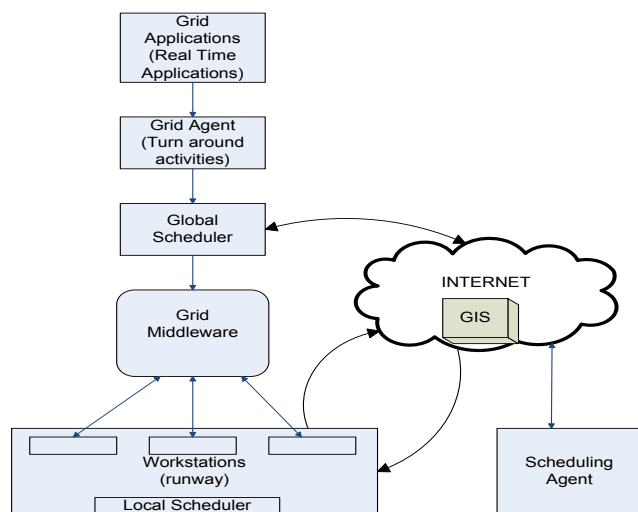 Grid
Applications
(Real Time
Applications)
Grid Agent
(Turn around
activities)
Global
Scheduler
INTERNET
GIS
Grid
Middleware
Workstations
(runway)
Local Scheduler
Scheduling
Agent